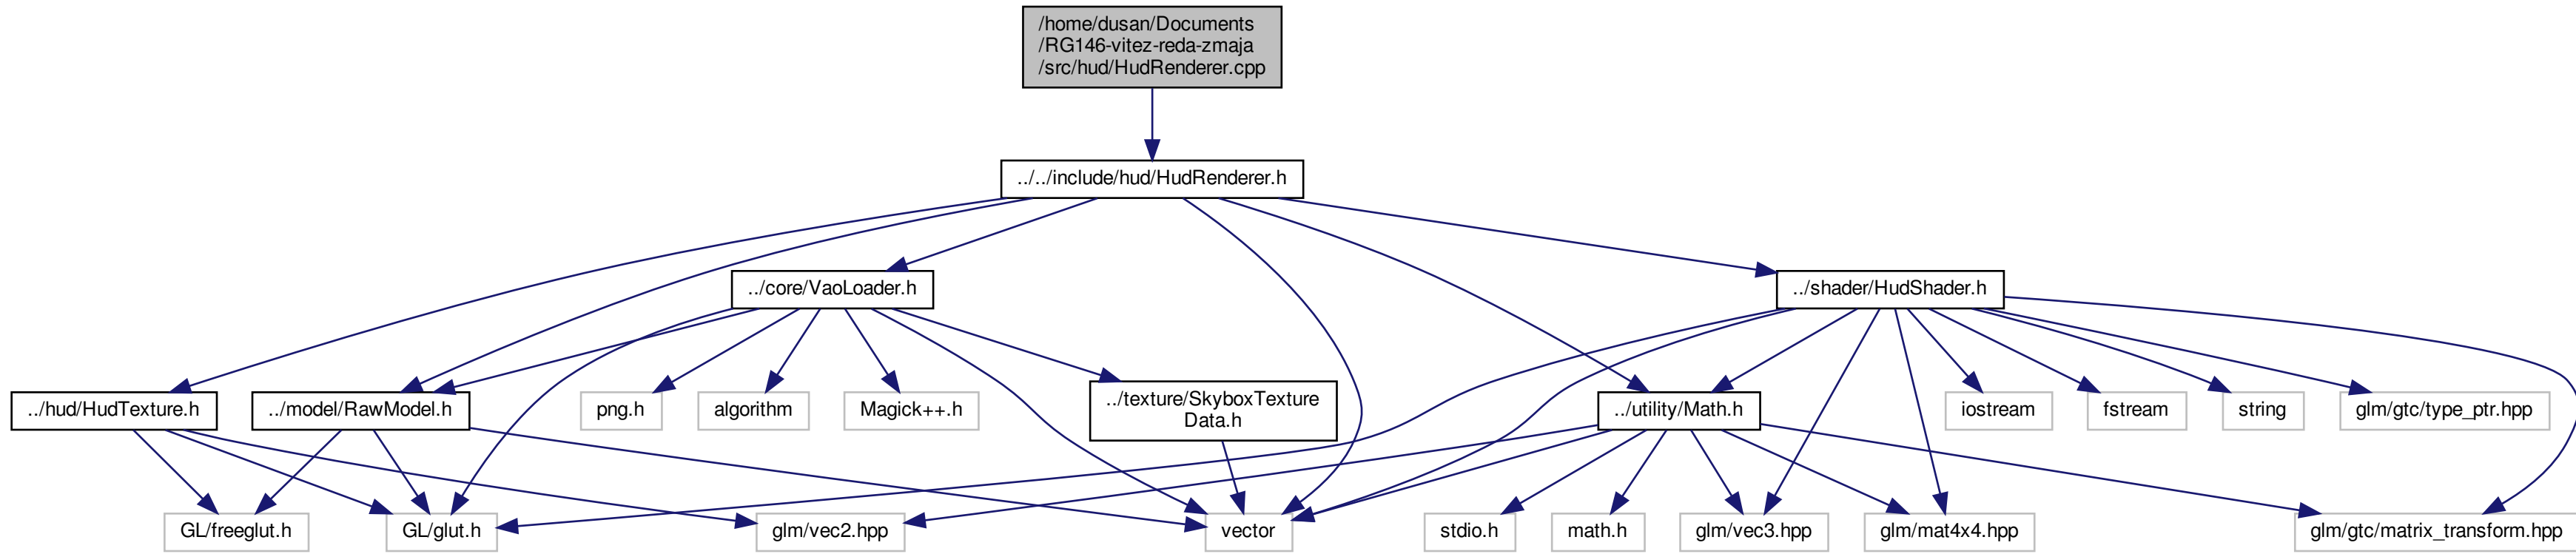 /home/dusan/Documents
/RG146-vitez-reda-zmaja
/src/hud/HudRenderer.cpp
../../include/hud/HudRenderer.h
../core/VaoLoader.h
../shader/HudShader.h
../hud/HudTexture.h
../model/RawModel.h
png.h
algorithm
Magick++.h
../texture/SkyboxTexture
Data.h
../utility/Math.h
iostream
fstream
string
glm/gtc/type_ptr.hpp
GL/freeglut.h
GL/glut.h
glm/vec2.hpp
vector
stdio.h
math.h
glm/vec3.hpp
glm/mat4x4.hpp
glm/gtc/matrix_transform.hpp